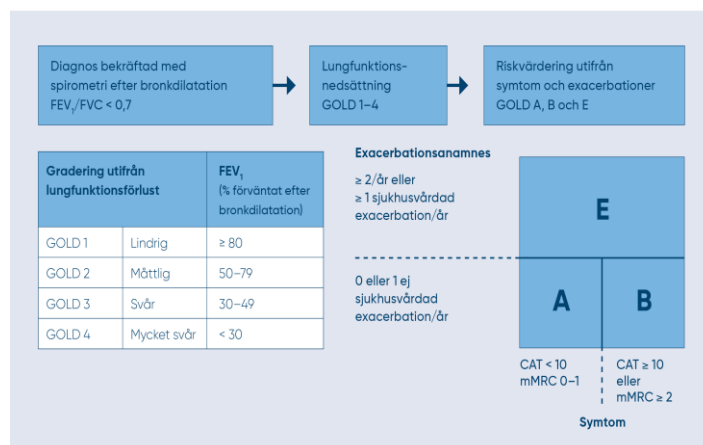 Diagnos bekräftad med
spirometri efter bronkdilatation
FEV₁/FVC < 0,7
Lungfunktions-
nedsättning
GOLD 1–4
Riskvärdering utifrån
symtom och exacerbationer
GOLD A, B och E
Gradering utifrån
lungfunktionsförlust
FEV₁
(% förväntat efter
bronkdilatation)
GOLD 1 Lindrig ≥ 80
GOLD 2 Måttlig 50–79
GOLD 3 Svår 30–49
GOLD 4 Mycket svår < 30
Exacerbationsanamnes
≥ 2/år eller
≥ 1 sjukhusvårdad
exacerbation/år
E
0 eller 1 ej
sjukhusvårdad
exacerbation/år
A B
CAT < 10
mMRC 0–1
CAT ≥ 10
eller
mMRC ≥ 2
Symtom